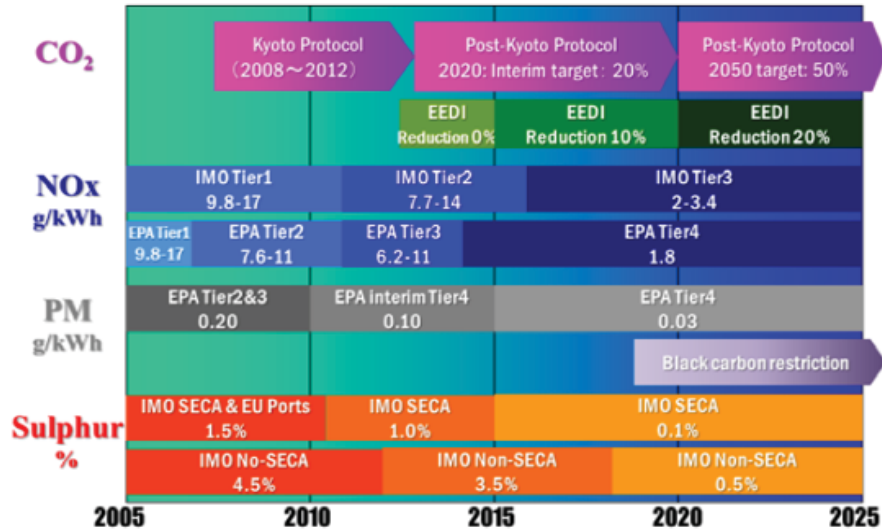 CO2
Kyoto Protocol
(2008～2012)
Post-Kyoto Protocol
2020: Interim target: 20%
Post-Kyoto Protocol
2050 target: 50%
EEDI
Reduction 0%
EEDI
Reduction 10%
EEDI
Reduction 20%
NOx
g/kWh
IMO Tier1
9.8-17
IMO Tier2
7.7-14
IMO Tier3
2-3.4
EPA Tier1
9.8-17
EPA Tier2
7.6-11
EPA Tier3
6.2-11
EPA Tier4
1.8
PM
g/kWh
EPA Tier2&3
0.20
EPA interim Tier4
0.10
EPA Tier4
0.03
Black carbon restriction
Sulphur
%
IMO SECA & EU Ports
1.5%
IMO SECA
1.0%
IMO SECA
0.1%
IMO No-SECA
4.5%
IMO Non-SECA
3.5%
IMO Non-SECA
0.5%
2005 2010 2015 2020 2025